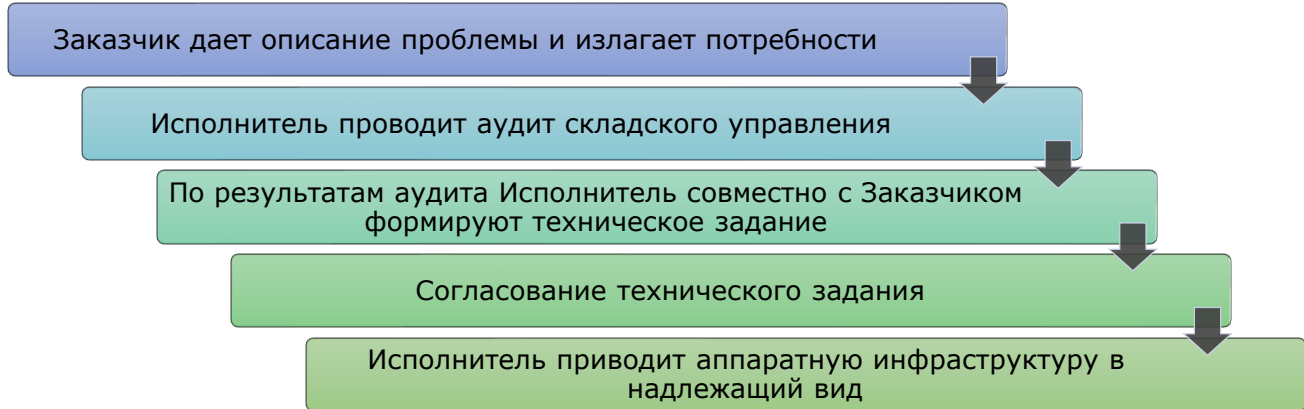 Заказчик дает описание проблемы и излагает потребности
Исполнитель проводит аудит складского управления
По результатам аудита Исполнитель совместно с Заказчиком
формируют техническое задание
Согласование технического задания
Исполнитель приводит аппаратную инфраструктуру в
надлежащий вид